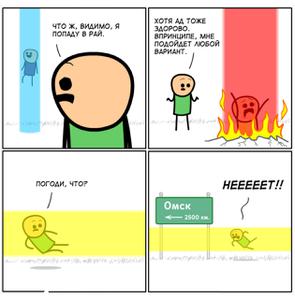 ЧТО Ж, ВИДИМО, Я
ПОПАДУ В РАЙ.
ХОТЯ АД ТОЖЕ
ЗДОРОВО.
ВПРИНЦИПЕ, МНЕ
ПОДОЙДЕТ ЛЮБОЙ
ВАРИАНТ.
ПОГОДИ, ЧТО?
НЕЕЕЕЕТ!!
Омск
2500 км.